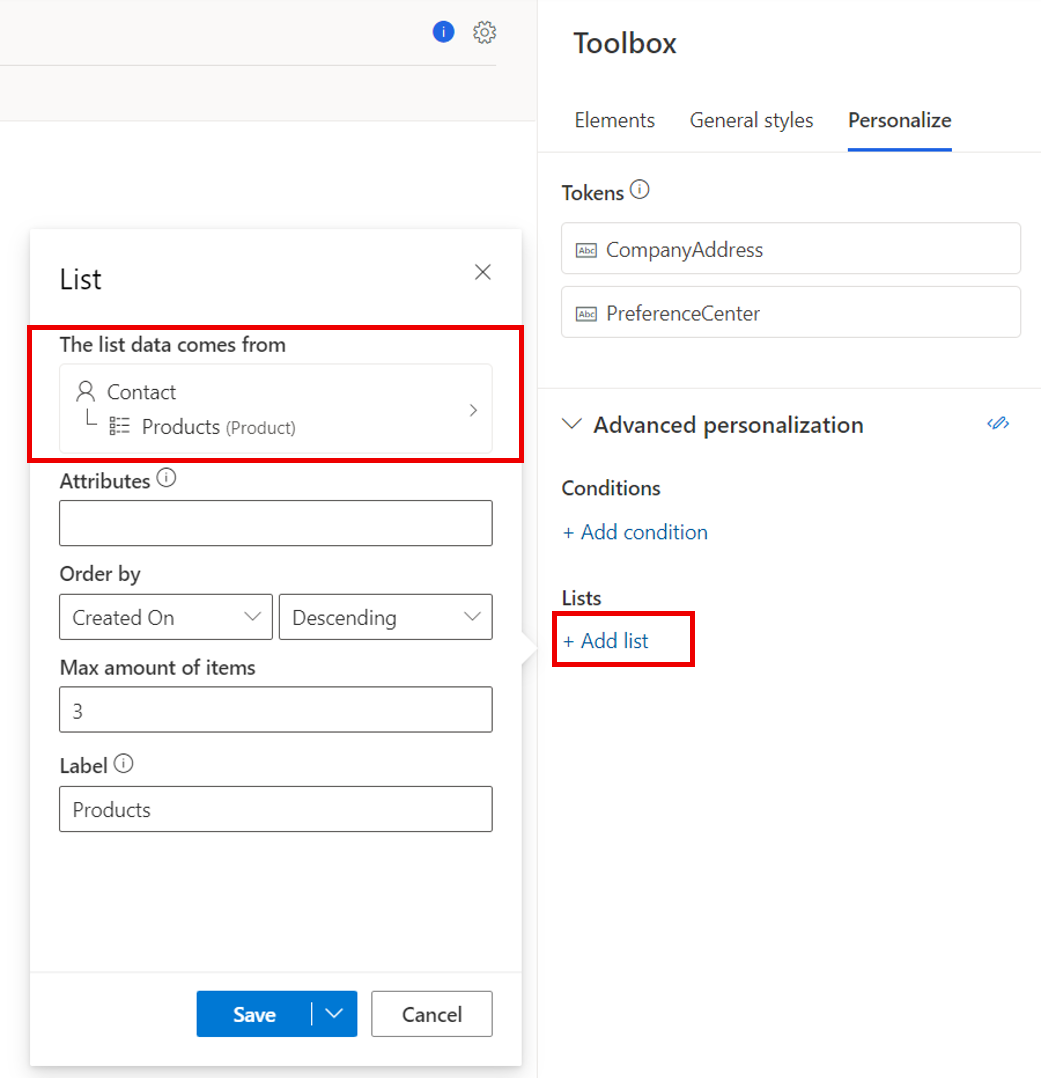 Toolbox
Elements General styles Personalize
Tokens
Abc CompanyAddress
Abc PreferenceCenter
Advanced personalization
Conditions
+ Add condition
Lists
+ Add list
List
The list data comes from
Contact
Products (Product)
Attributes
Order by
Created On Descending
Max amount of items
3
Label
Products
Save Cancel